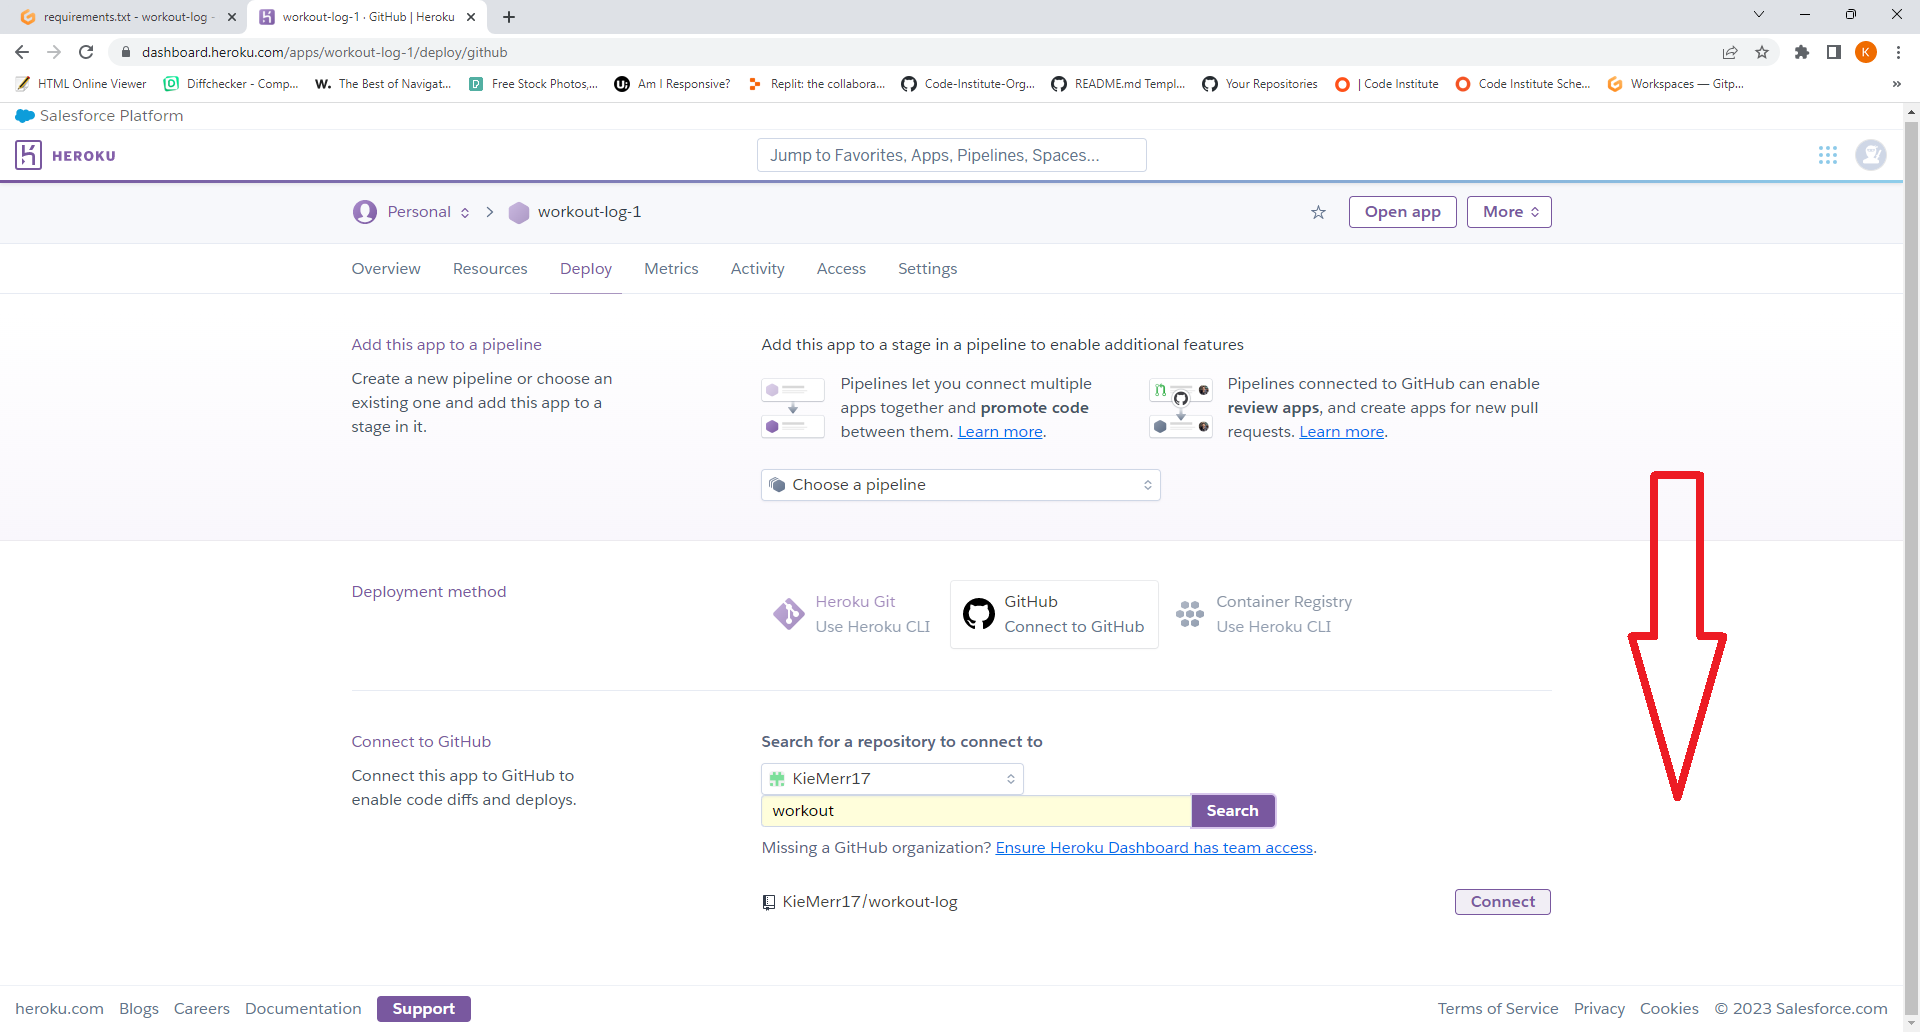 requirements.txt - workout-log -
workout-log-1 · GitHub | Heroku
dashboard.heroku.com/apps/workout-log-1/deploy/github
K
HTML Online Viewer
Diffchecker - Comp...
W. The Best of Navigat...
Free Stock Photos,...
Am I Responsive?
Replit: the collabora...
Code-Institute-Org...
README.md Templ...
Your Repositories
| Code Institute
Code Institute Sche...
Workspaces — Gitp...
»
Salesforce Platform
HEROKU
Jump to Favorites, Apps, Pipelines, Spaces...
Personal
workout-log-1
Open app
More
Overview
Resources
Deploy
Metrics
Activity
Access
Settings
Add this app to a pipeline
Create a new pipeline or choose an
existing one and add this app to a
stage in it.
Add this app to a stage in a pipeline to enable additional features
Pipelines let you connect multiple
apps together and promote code
between them. Learn more.
Pipelines connected to GitHub can enable
review apps, and create apps for new pull
requests. Learn more.
Choose a pipeline
Deployment method
Heroku Git
Use Heroku CLI
GitHub
Connect to GitHub
Container Registry
Use Heroku CLI
Connect to GitHub
Connect this app to GitHub to
enable code diffs and deploys.
Search for a repository to connect to
KieMerr17
workout
Search
Missing a GitHub organization? Ensure Heroku Dashboard has team access.
KieMerr17/workout-log
Connect
heroku.com
Blogs
Careers
Documentation
Support
Terms of Service
Privacy
Cookies
© 2023 Salesforce.com